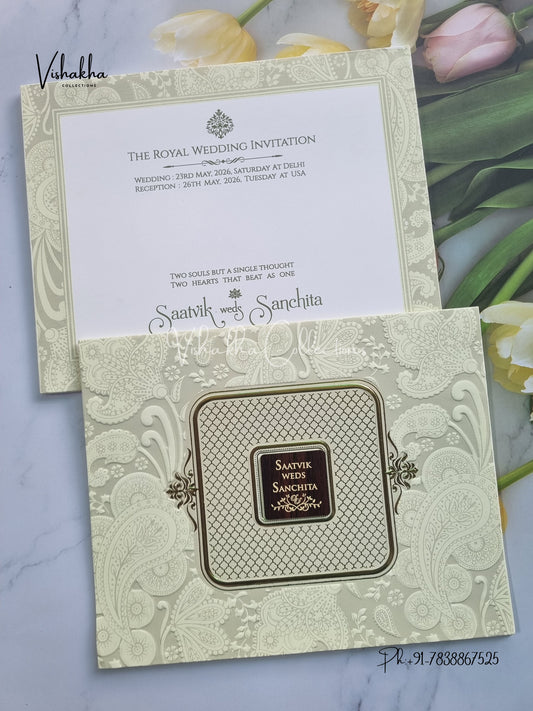 Vishakha
COLLECTIONS
The Royal Wedding Invitation
Wedding : 23rd May, 2026, Saturday at Delhi
Reception : 26th May, 2026, Tuesday at USA
Two souls but a single thought
Two hearts that beat as one
Saatvik weds Sanchita
Vishakha Collections
Saatvik
weds
Sanchita
Ph:+91-7838867525